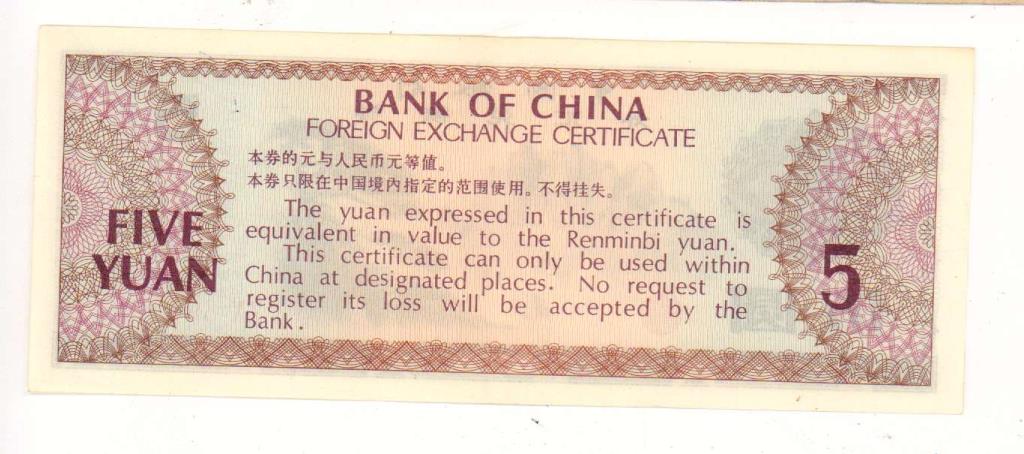 BANK OF CHINA
FOREIGN EXCHANGE CERTIFICATE
本券的元与人民币元等值。
本券只限在中国境内指定的范围使用。不得挂失。
The yuan expressed in this certificate is
equivalent in value to the Renminbi yuan.
This certificate can only be used within
China at designated places. No request to
register its loss will be accepted by the
Bank.
FIVE
YUAN
5